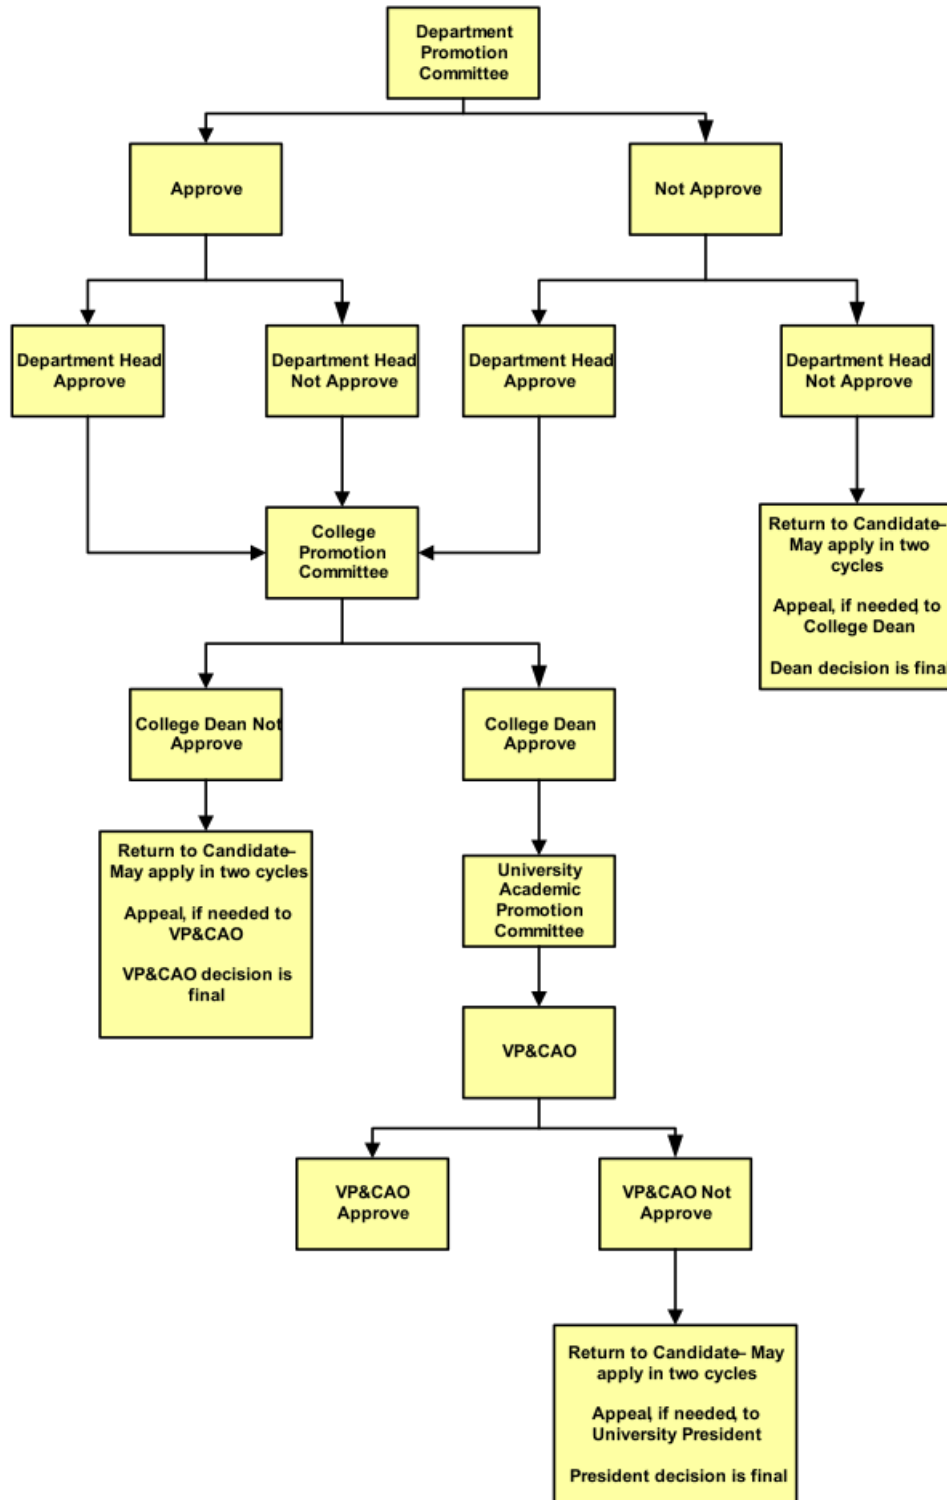 Department
Promotion
Committee
Approve
Not Approve
Department Head
Approve
Department Head
Not Approve
Department Head
Approve
Department Head
Not Approve
College
Promotion
Committee
Return to Candidate–
May apply in two
cycles
Appeal, if needed, to
College Dean
Dean decision is final
College Dean Not
Approve
College Dean
Approve
Return to Candidate–
May apply in two cycles
Appeal, if needed to
VP&CAO
VP&CAO decision is
final
University
Academic
Promotion
Committee
VP&CAO
VP&CAO
Approve
VP&CAO Not
Approve
Return to Candidate– May
apply in two cycles
Appeal, if needed, to
University President
President decision is final